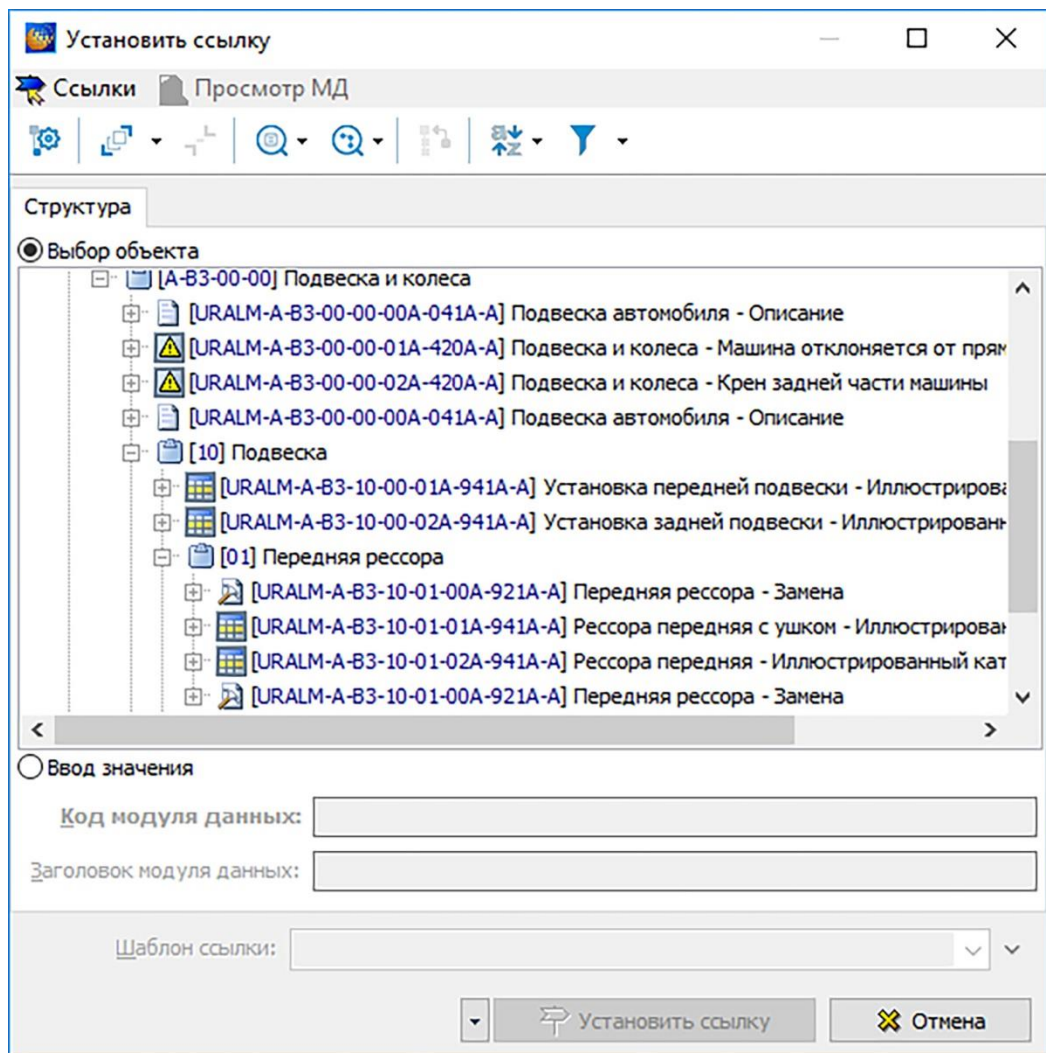 Установить ссылку
Ссылки Просмотр МД
Структура
Выбор объекта
[A-B3-00-00] Подвеска и колеса
[URALM-A-B3-00-00-00A-041A-A] Подвеска автомобиля - Описание
[URALM-A-B3-00-00-01A-420A-A] Подвеска и колеса - Машина отклоняется от прям
[URALM-A-B3-00-00-02A-420A-A] Подвеска и колеса - Крен задней части машины
[URALM-A-B3-00-00-00A-041A-A] Подвеска автомобиля - Описание
[10] Подвеска
[URALM-A-B3-10-00-01A-941A-A] Установка передней подвески - Иллюстрирова
[URALM-A-B3-10-00-02A-941A-A] Установка задней подвески - Иллюстрированн
[01] Передняя рессора
[URALM-A-B3-10-01-00A-921A-A] Передняя рессора - Замена
[URALM-A-B3-10-01-01A-941A-A] Рессора передняя с ушком - Иллюстрирован
[URALM-A-B3-10-01-02A-941A-A] Рессора передняя - Иллюстрированный кат
[URALM-A-B3-10-01-00A-921A-A] Передняя рессора - Замена
Ввод значения
Код модуля данных:
Заголовок модуля данных:
Шаблон ссылки:
Установить ссылку Отмена